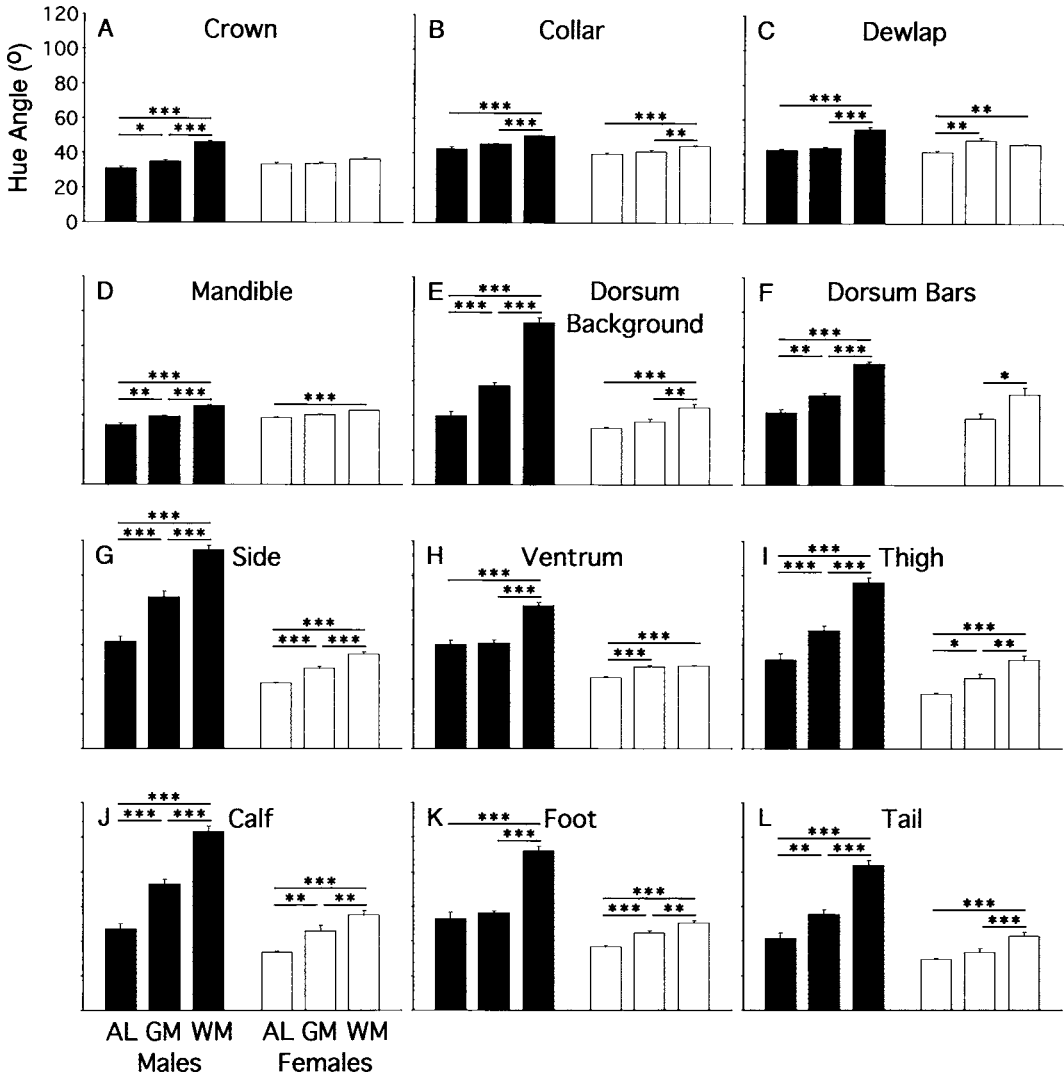 Hue Angle (°)
120
100
80
60
40
20
0
A Crown
***
* ***
B Collar
*** ***
*** **
C Dewlap
*** **
*** **
D Mandible
*** ***
** ***
E Dorsum
Background
***
*** ***
***
**
F Dorsum Bars
***
** ***
*
G Side
***
*** ***
***
*** ***
H Ventrum
***
***
***
***
I Thigh
***
*** ***
***
* **
J Calf
***
*** ***
***
** **
K Foot
***
***
***
*** **
L Tail
***
** ***
***
***
AL GM WM AL GM WM
Males Females